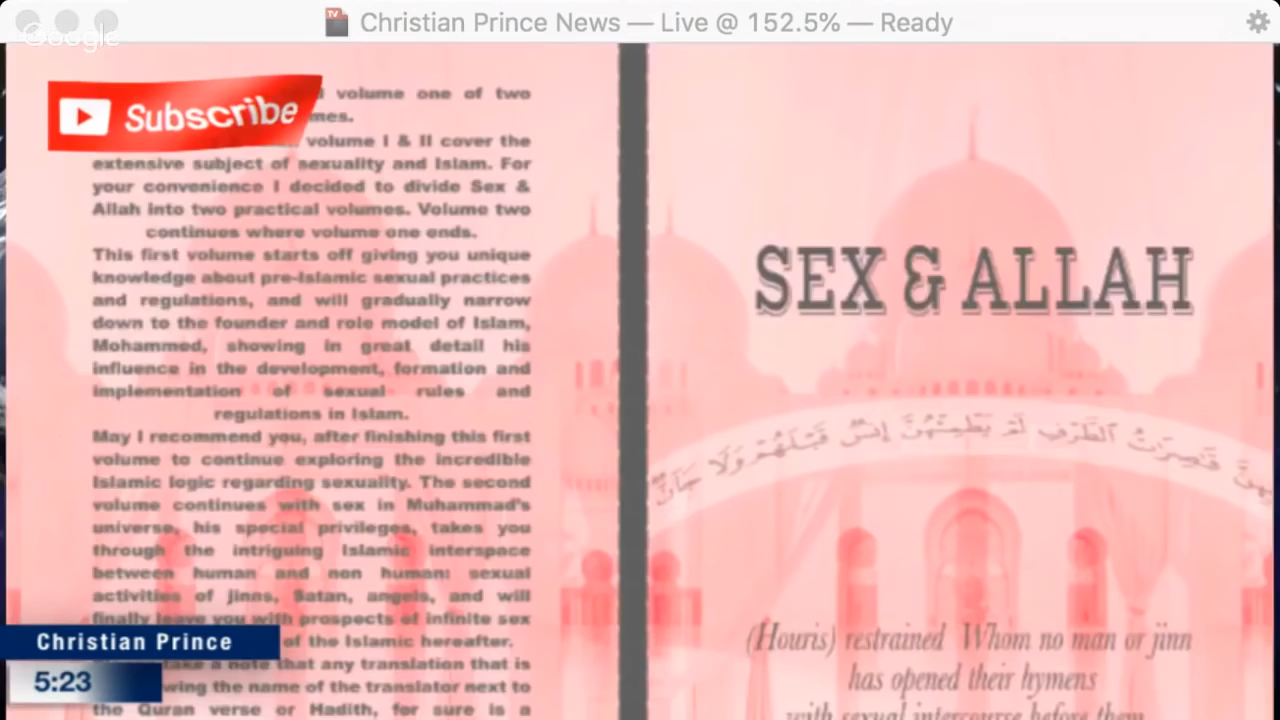 Christian Prince News — Live @ 152.5% — Ready
Google
Subscribe
volume one of two
mes.
volume I & II cover the
extensive subject of sexuality and Islam. For
your convenience I decided to divide Sex &
Allah into two practical volumes. Volume two
continues where volume one ends.
This first volume starts off giving you unique
knowledge about pre-Islamic sexual practices
and regulations, and will gradually narrow
down to the founder and role model of Islam,
Mohammed, showing in great detail his
influence in the development, formation and
implementation of sexual rules and
regulations in Islam.
May I recommend you, after finishing this first
volume to continue exploring the incredible
Islamic logic regarding sexuality. The second
volume continues with sex in Muhammad's
universe, his special privileges, takes you
through the intriguing Islamic interspace
between human and non human: sexual
activities of jinns, Satan, angels, and will
finally leave you with prospects of infinite sex
of the Islamic hereafter.
take a note that any translation that is
wing the name of the translator next to
the Quran verse or Hadith, for sure is a
Christian Prince
5:23
SEX & ALLAH
قَٰصِرَٰتُ ٱلطَّرْفِ لَمْ يَطْمِثْهُنَّ إِنسٌ قَبْلَهُمْ وَلَا جَآنٌّ
(Houris) restrained Whom no man or jinn
has opened their hymens
with sexual intercourse before them